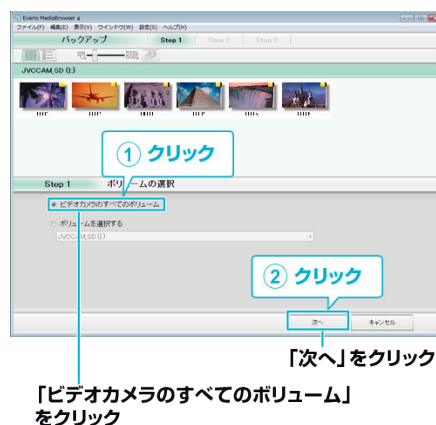 Everio MediaBrowser 4
ファイル(F) 編集(E) 表示(V) ウインドウ(W) 設定(S) ヘルプ(H)
バックアップ Step 1 Step 2 Step 3
JVCCAM_SD (I:)
① クリック
Step 1 ボリュームの選択
ビデオカメラのすべてのボリューム
ボリュームを選択する
JVCCAM_SD (I:)
② クリック
次へ キャンセル
「次へ」をクリック
「ビデオカメラのすべてのボリューム」
をクリック